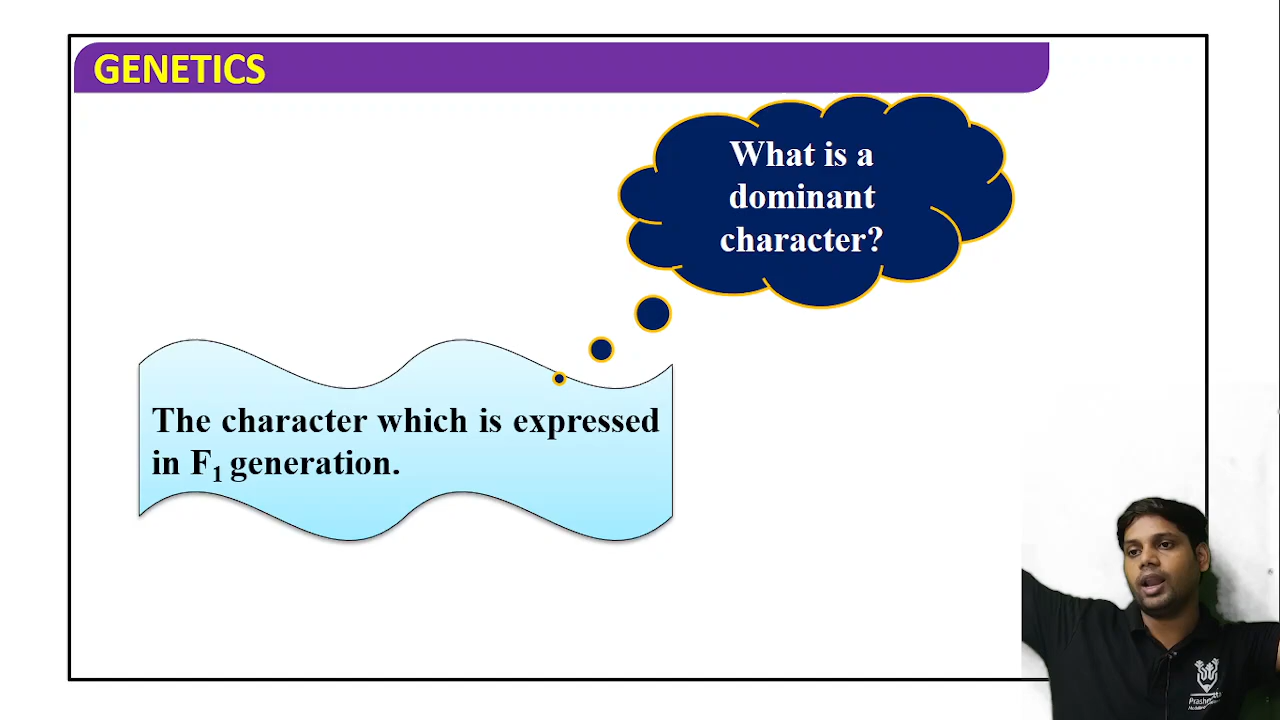 GENETICS
What is a
dominant
character?
The character which is expressed
in F₁ generation.